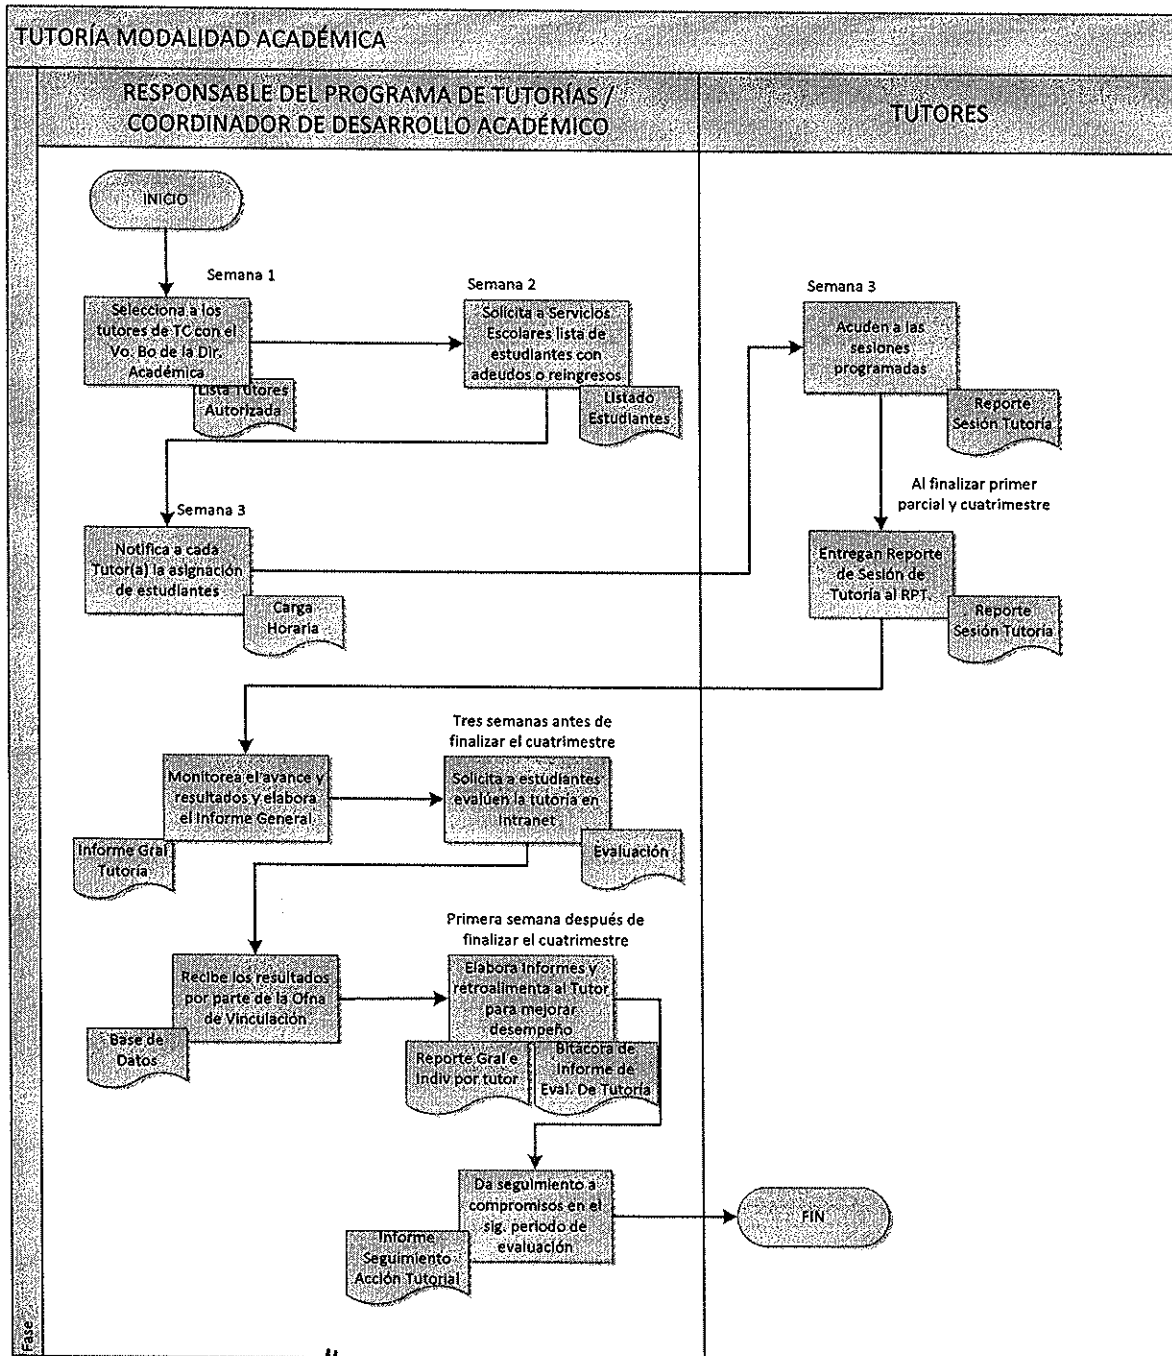 TUTORÍA MODALIDAD ACADÉMICA
RESPONSABLE DEL PROGRAMA DE TUTORÍAS /
COORDINADOR DE DESARROLLO ACADÉMICO
TUTORES
INICIO
Semana 1
Selecciona a los
tutores de TC con el
Vo. Bo de la Dir.
Académica
Lista Tutores
Autorizada
Semana 2
Solicita a Servicios
Escolares lista de
estudiantes con
adeudos o reingresos
Listado
Estudiantes
Semana 3
Notifica a cada
Tutor(a) la asignación
de estudiantes
Carga
Horaria
Semana 3
Acuden a las
sesiones
programadas
Reporte
Sesión Tutoría
Al finalizar primer
parcial y cuatrimestre
Entregan Reporte
de Sesión de
Tutoría al RPT.
Reporte
Sesión Tutoría
Monitorea el avance y
resultados y elabora
el Informe General
Informe Gral
Tutoría
Tres semanas antes de
finalizar el cuatrimestre
Solicita a estudiantes
evalúen la tutoría en
Intranet
Evaluación
Recibe los resultados
por parte de la Ofna
de Vinculación
Base de
Datos
Primera semana después de
finalizar el cuatrimestre
Elabora Informes y
retroalimenta al Tutor
para mejorar
desempeño
Reporte Gral e
Indiv por tutor
Bitácora de
Informe de
Eval. De Tutoría
Da seguimiento a
compromisos en el
sig. periodo de
evaluación
Informe
Seguimiento
Acción Tutorial
FIN
Fase